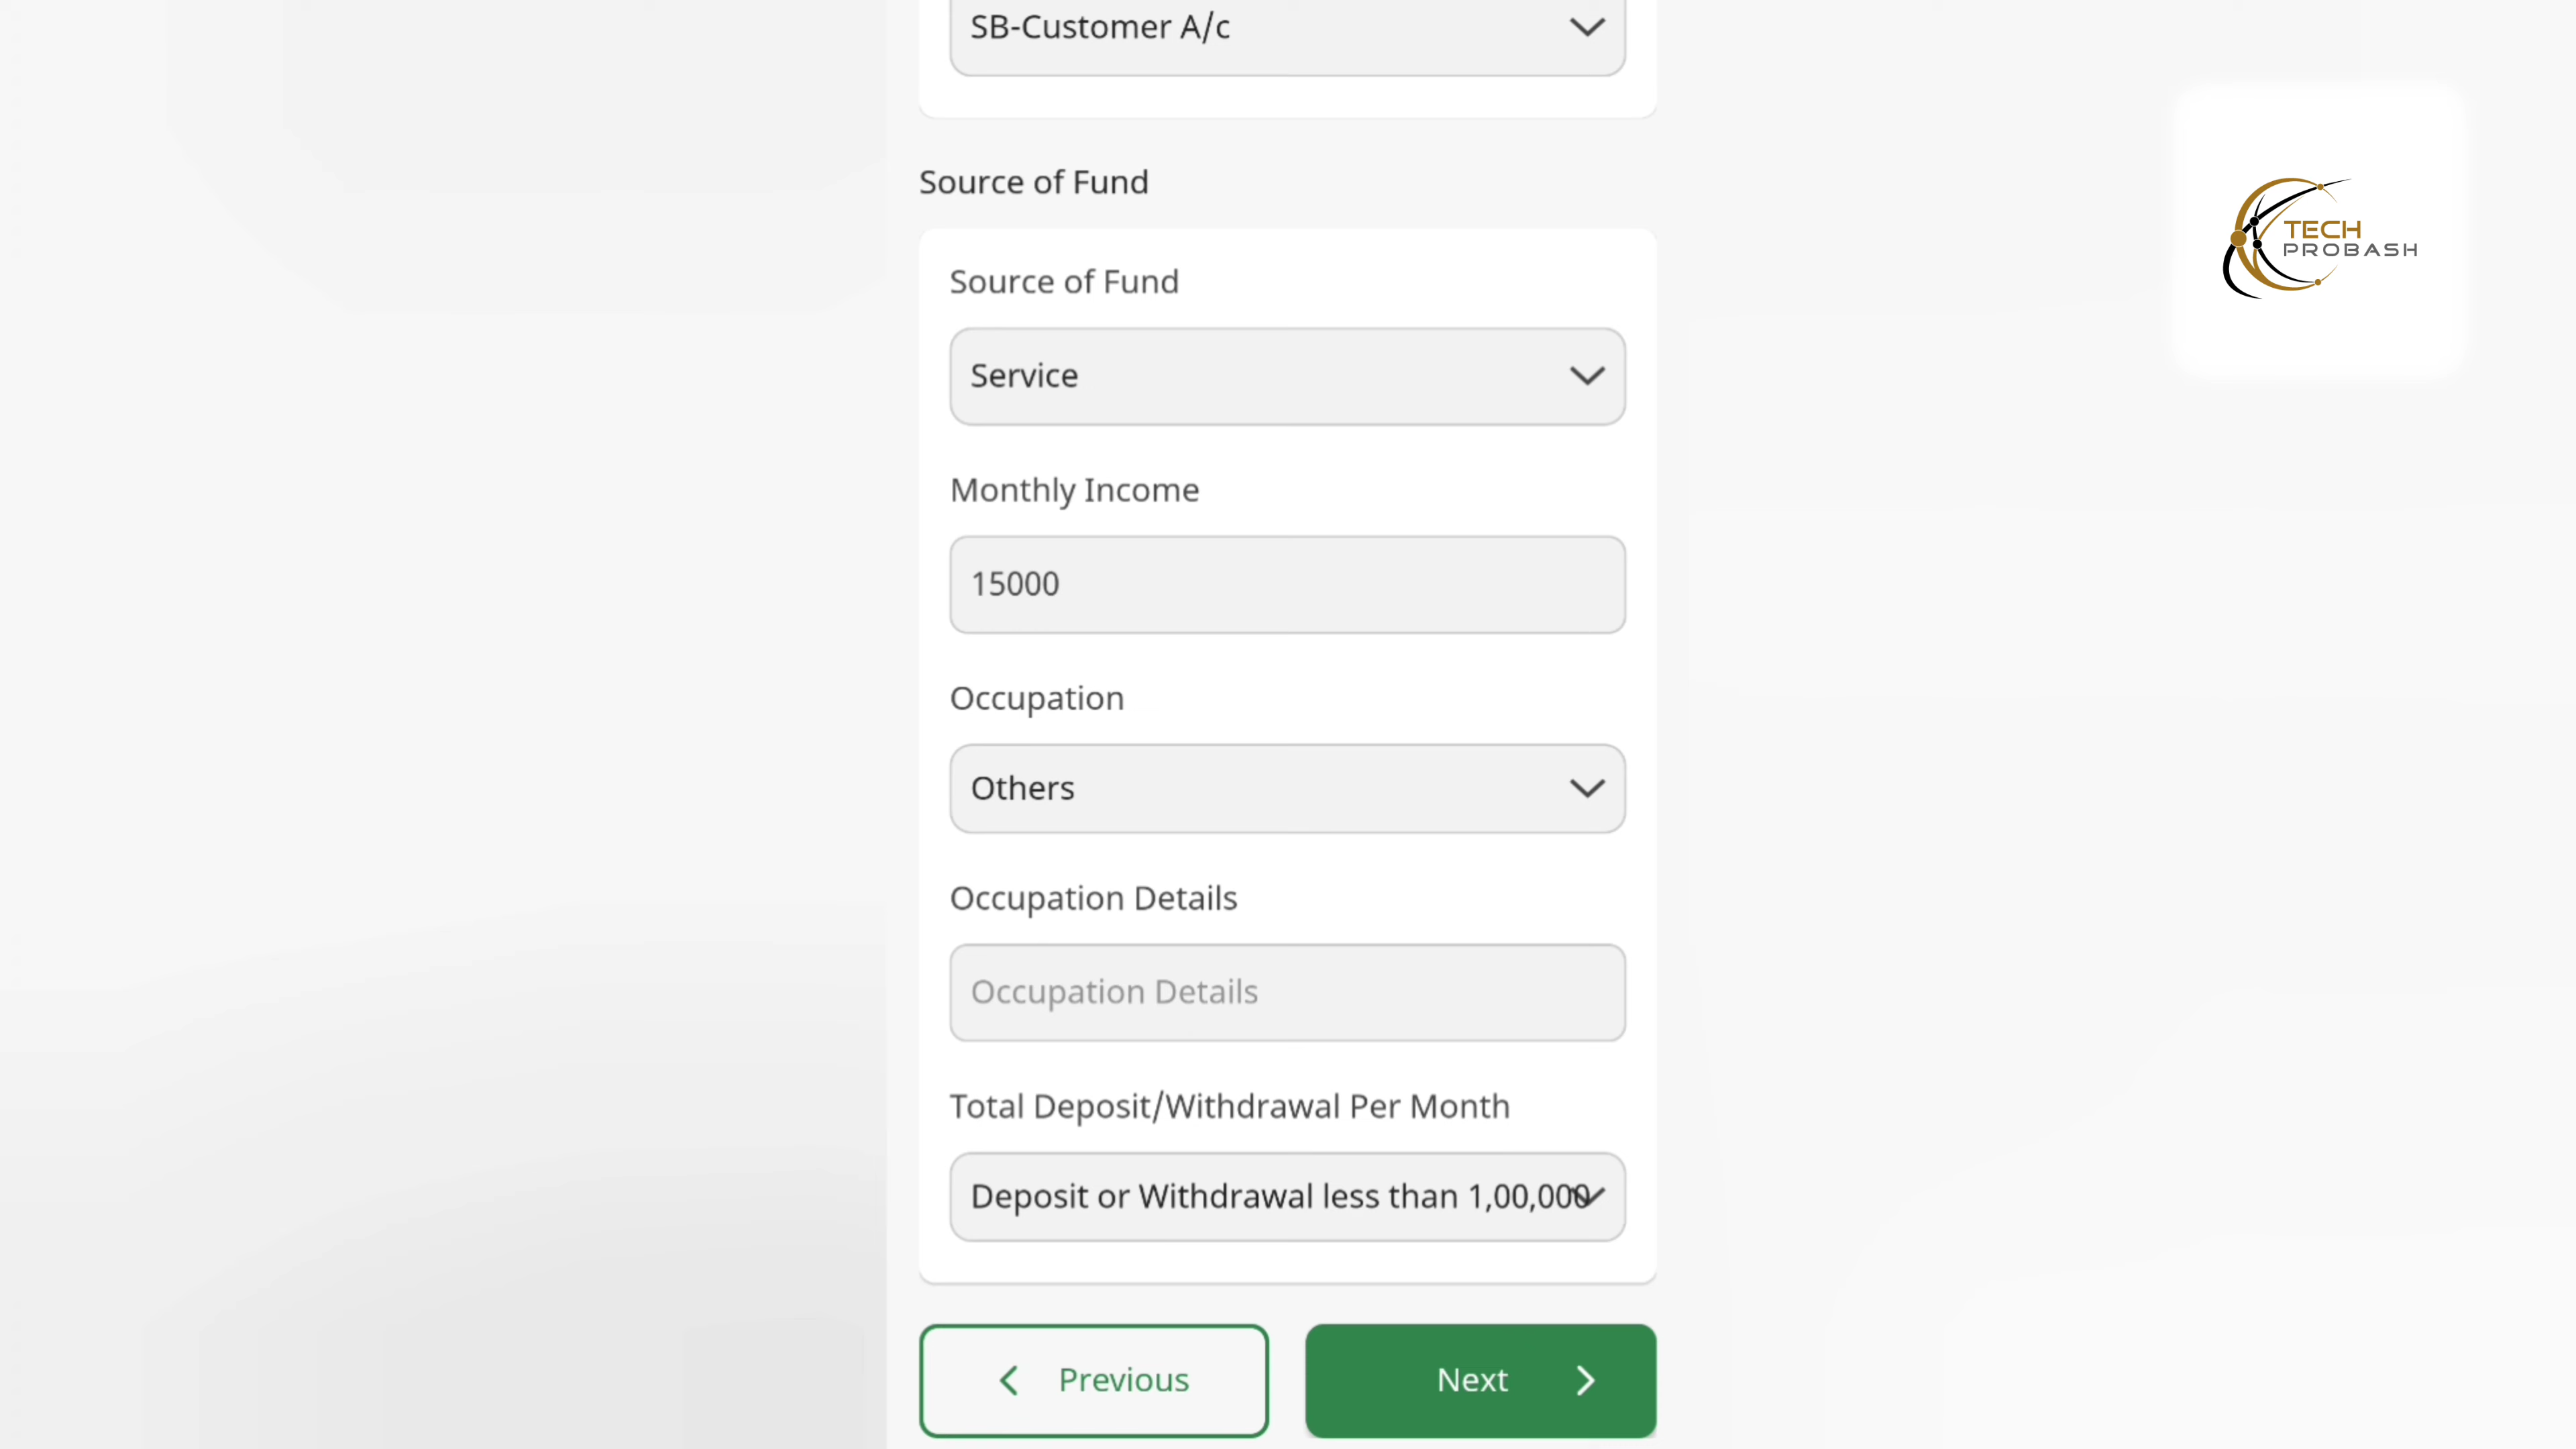 SB-Customer A/c
Source of Fund
Source of Fund
Service
Monthly Income
15000
Occupation
Others
Occupation Details
Occupation Details
Total Deposit/Withdrawal Per Month
Deposit or Withdrawal less than 1,00,000
Previous
Next
TECH
PROBASH